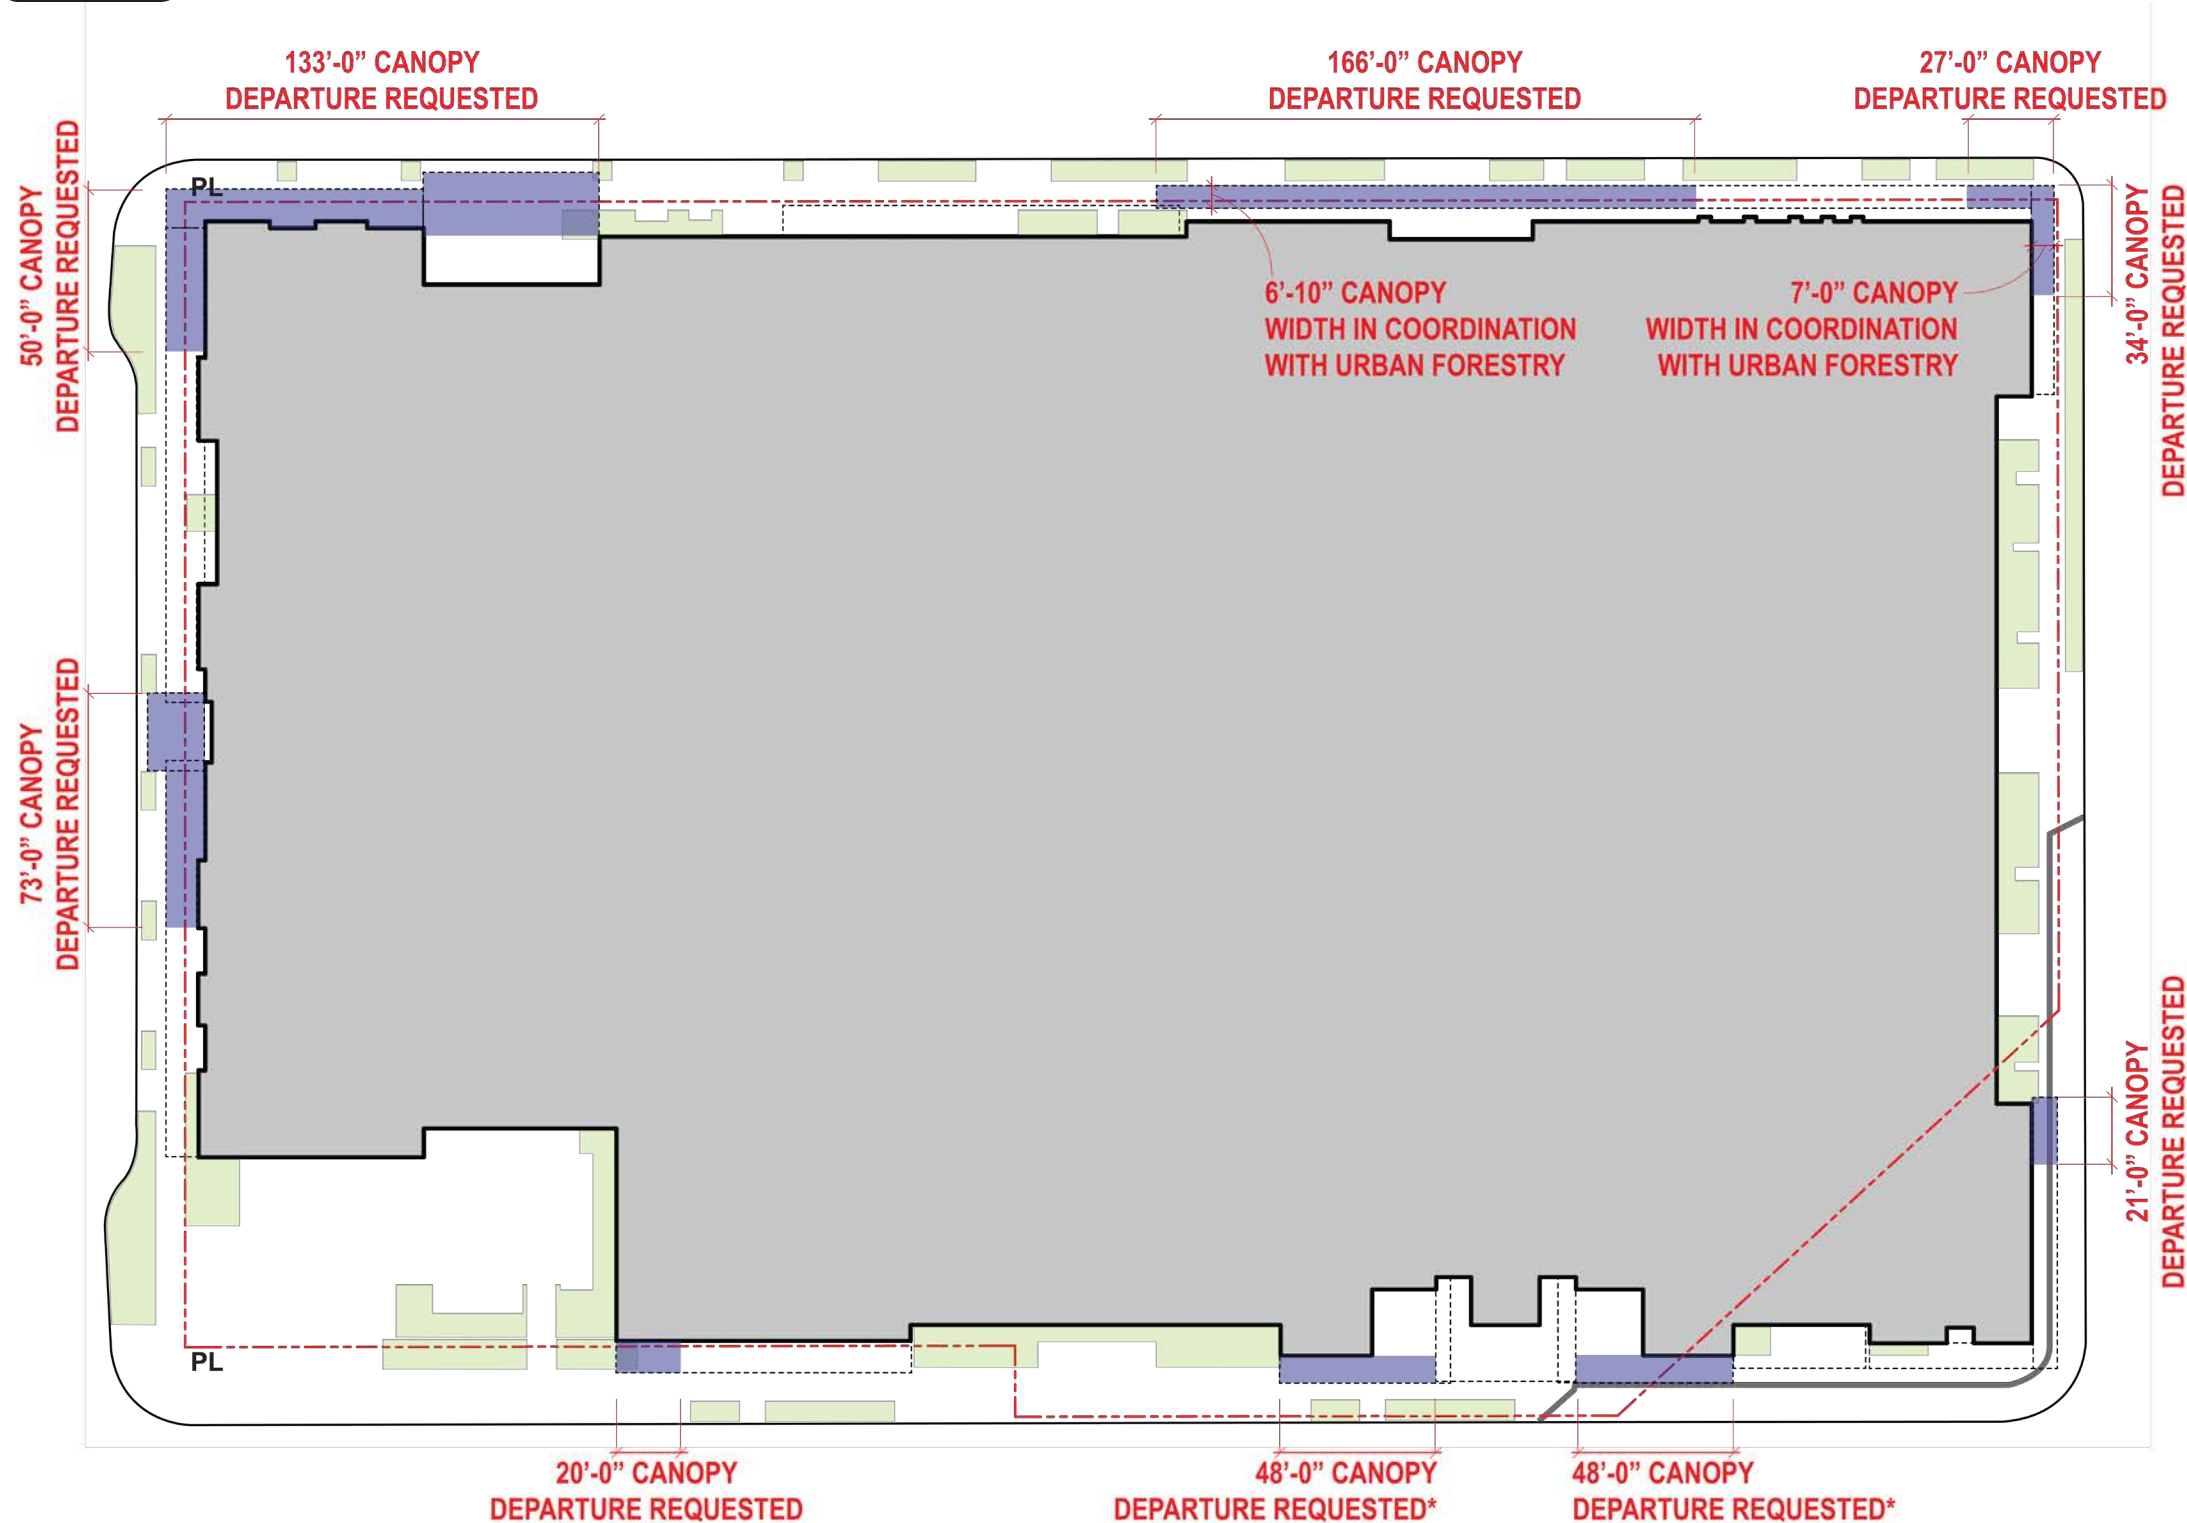 133’-0” CANOPY
DEPARTURE REQUESTED
166’-0” CANOPY
DEPARTURE REQUESTED
27’-0” CANOPY
DEPARTURE REQUESTED
50’-0” CANOPY
DEPARTURE REQUESTED
PL
34’-0” CANOPY
DEPARTURE REQUESTED
6’-10” CANOPY
WIDTH IN COORDINATION
WITH URBAN FORESTRY
7’-0” CANOPY
WIDTH IN COORDINATION
WITH URBAN FORESTRY
73’-0” CANOPY
DEPARTURE REQUESTED
21’-0” CANOPY
DEPARTURE REQUESTED
PL
20’-0” CANOPY
DEPARTURE REQUESTED
48’-0” CANOPY
DEPARTURE REQUESTED*
48’-0” CANOPY
DEPARTURE REQUESTED*